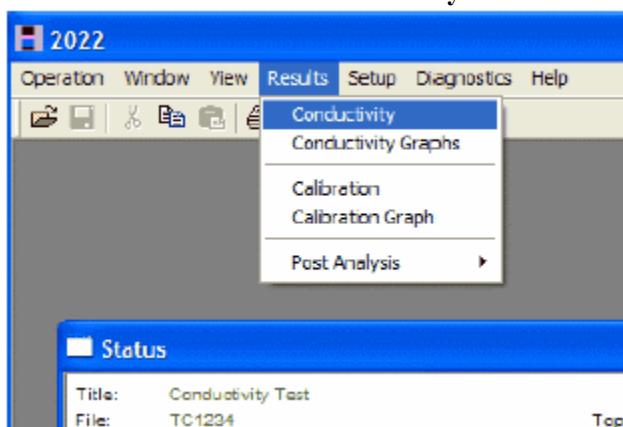 2022
Operation Window View Results Setup Diagnostics Help
Conductivity
Conductivity Graphs
Calibration
Calibration Graph
Post Analysis
Status
Title: Conductivity Test
File: TC1234